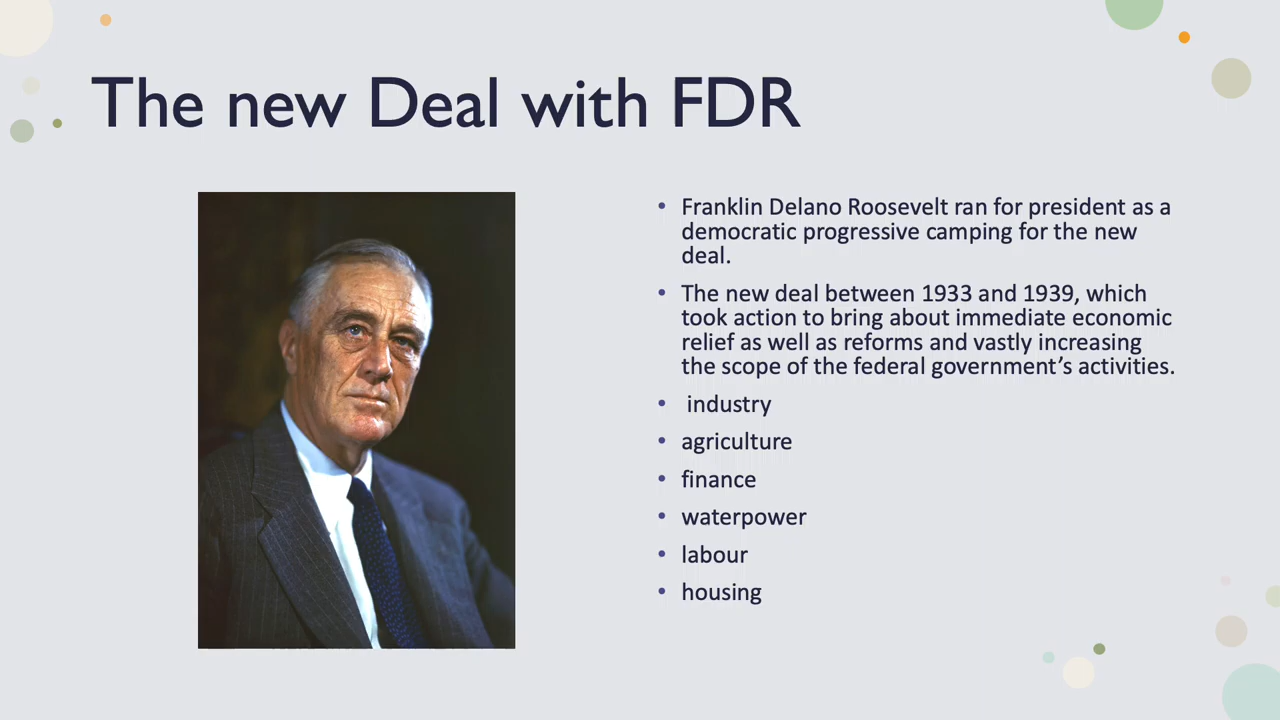 The new Deal with FDR
• Franklin Delano Roosevelt ran for president as a
democratic progressive camping for the new
deal.
• The new deal between 1933 and 1939, which
took action to bring about immediate economic
relief as well as reforms and vastly increasing
the scope of the federal government’s activities.
• industry
• agriculture
• finance
• waterpower
• labour
• housing